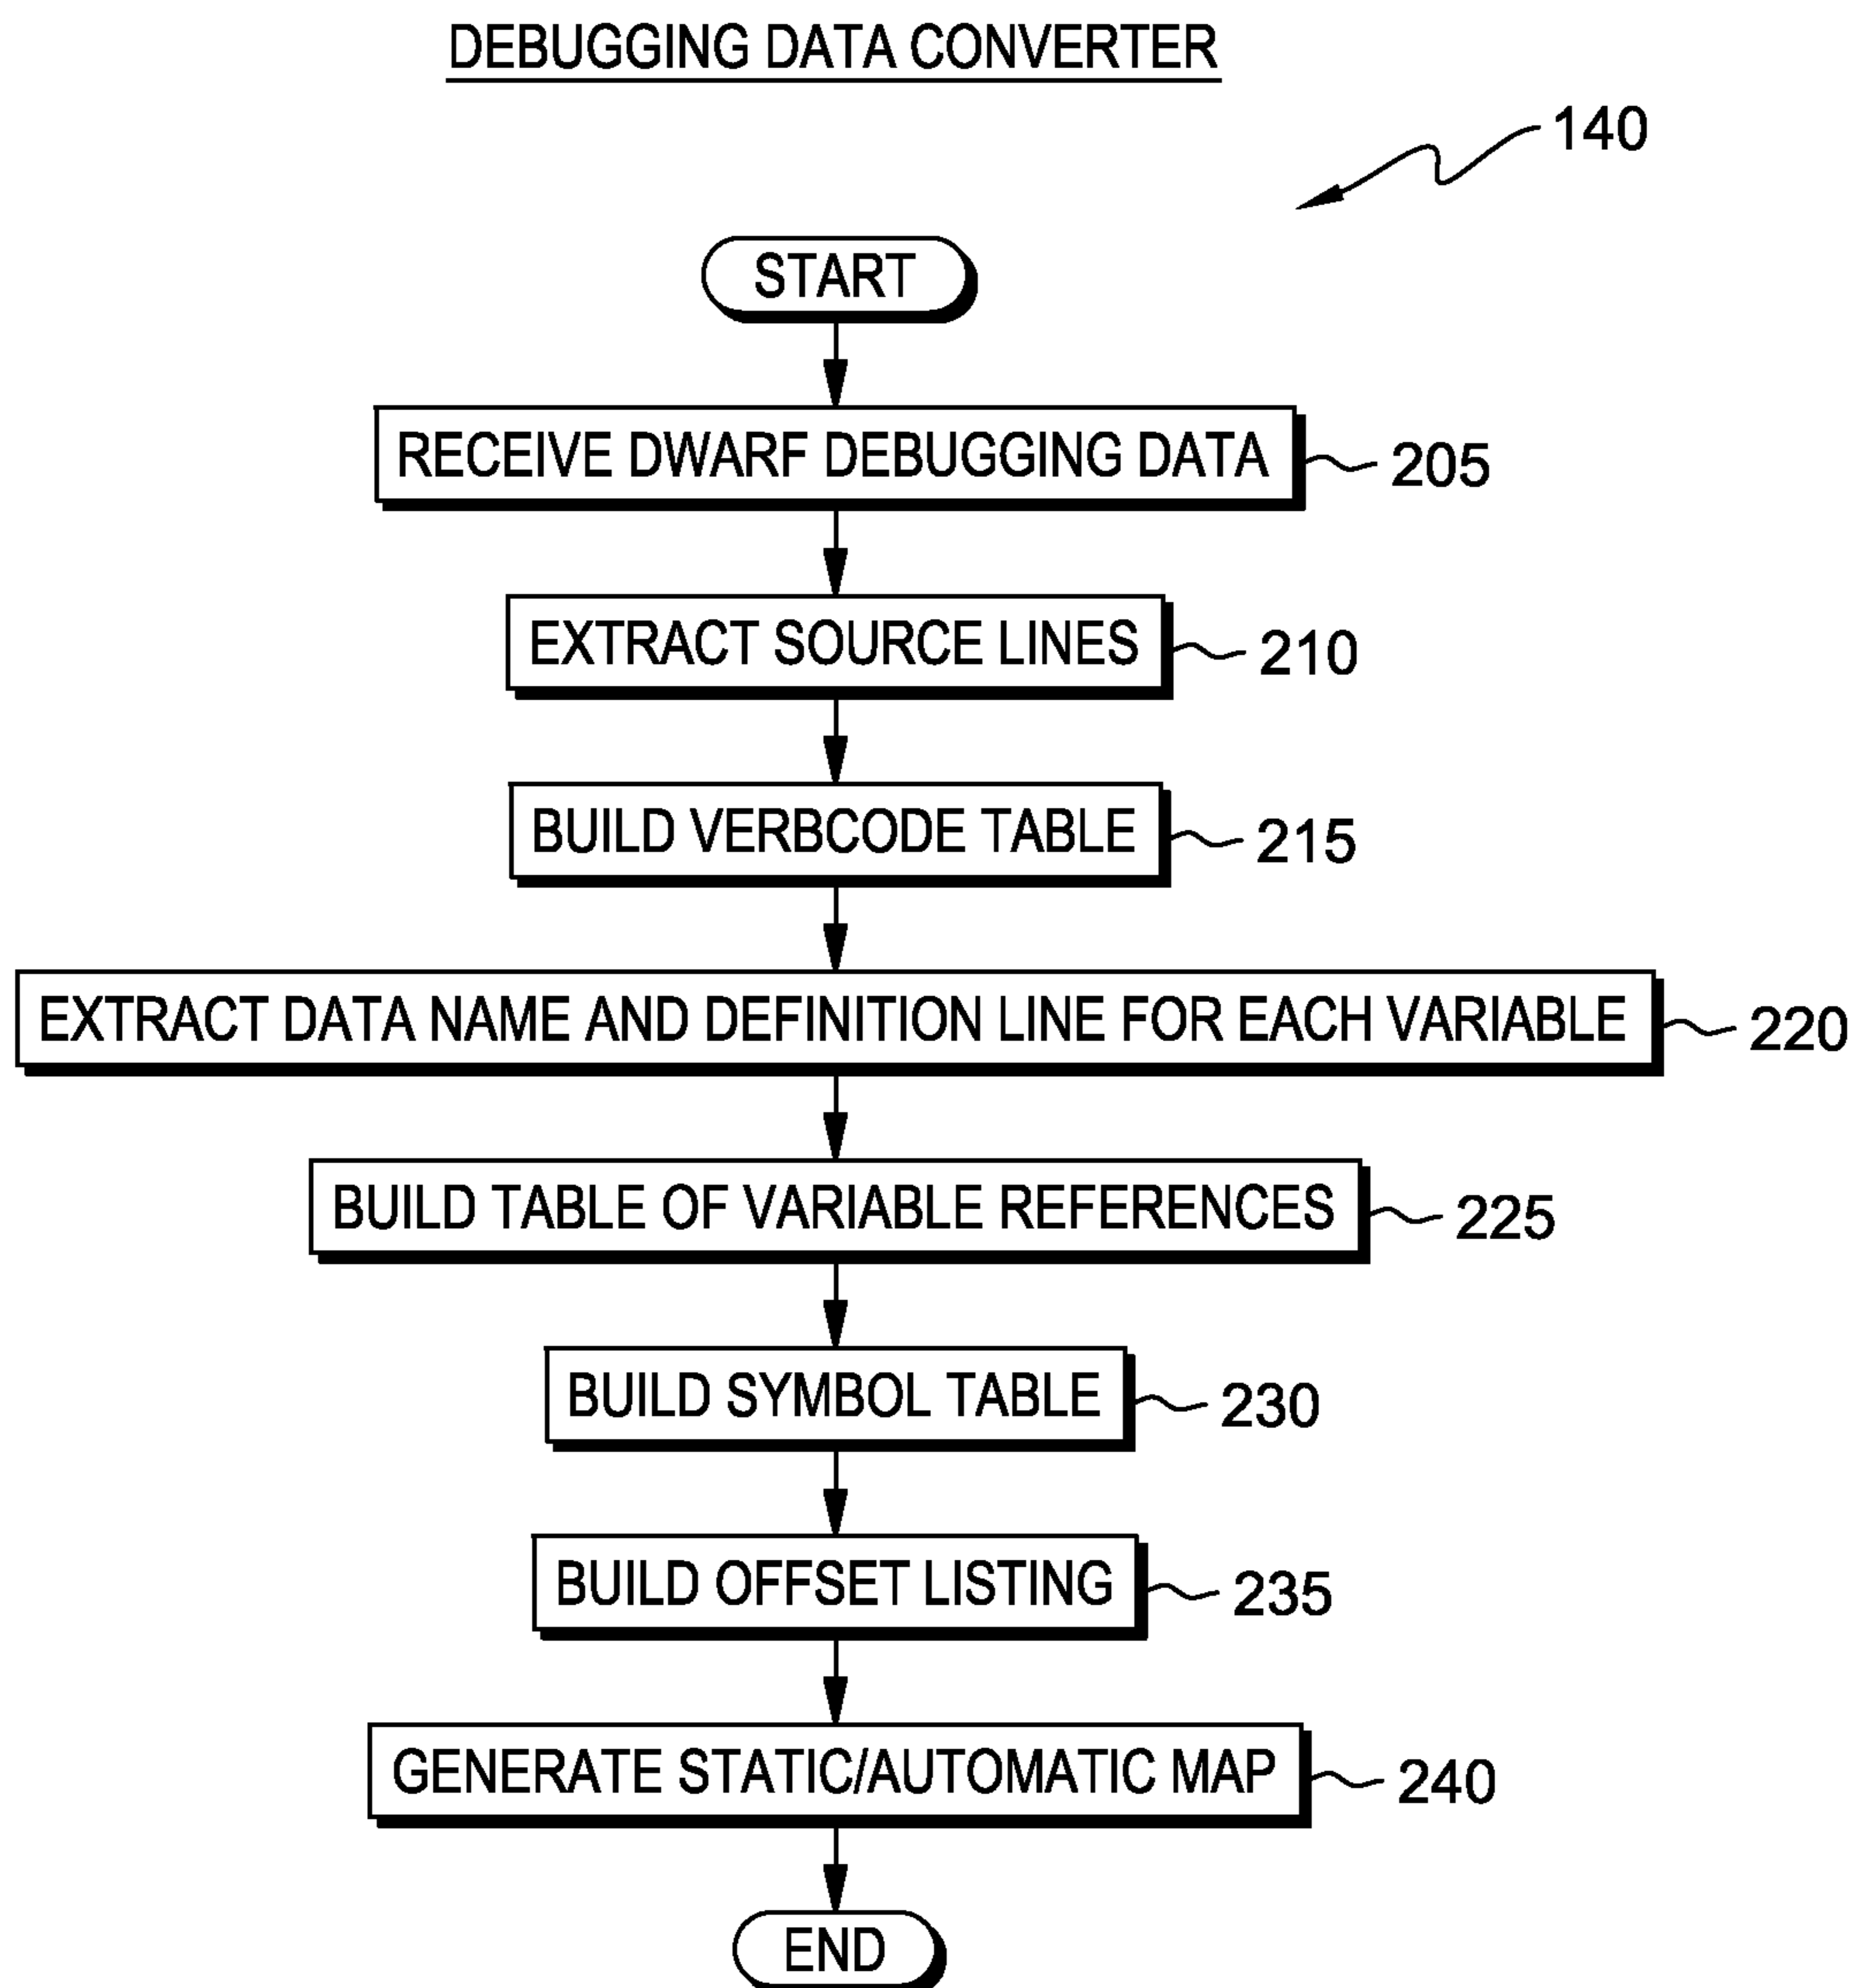 DEBUGGING DATA CONVERTER
140
START
RECEIVE DWARF DEBUGGING DATA
205
EXTRACT SOURCE LINES
210
BUILD VERBCODE TABLE
215
EXTRACT DATA NAME AND DEFINITION LINE FOR EACH VARIABLE
220
BUILD TABLE OF VARIABLE REFERENCES
225
BUILD SYMBOL TABLE
230
BUILD OFFSET LISTING
235
GENERATE STATIC/AUTOMATIC MAP
240
END